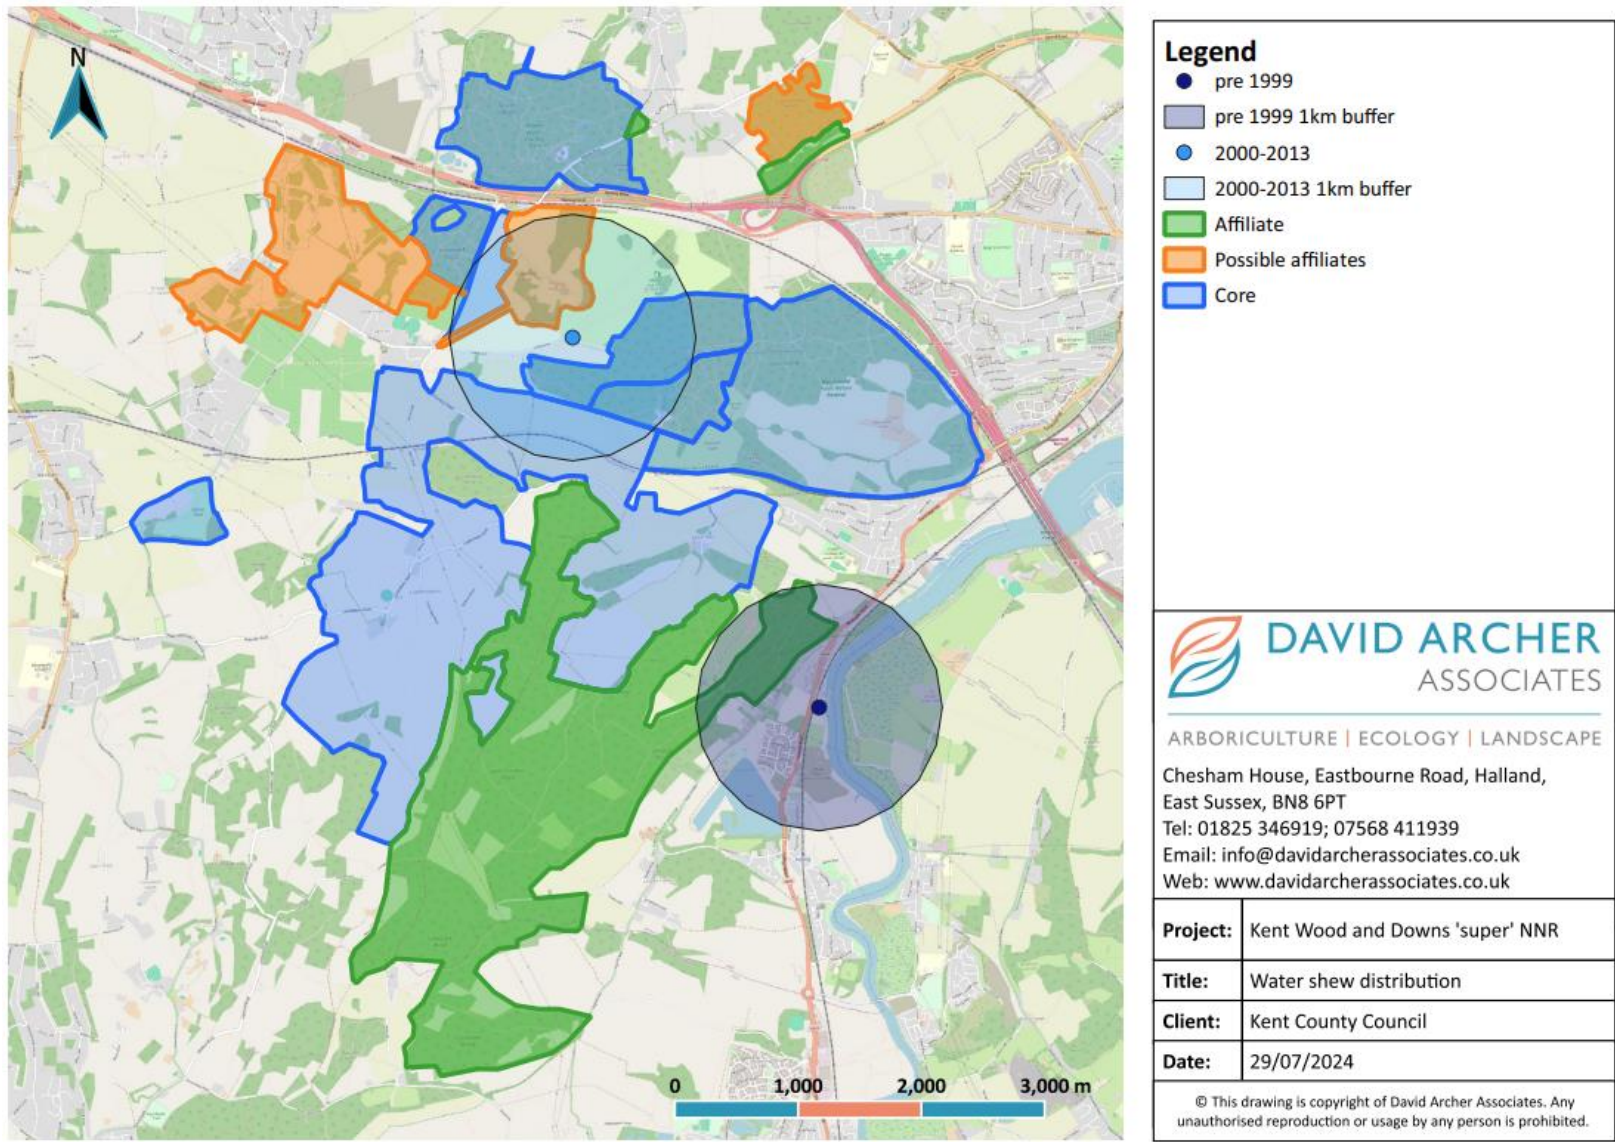 N
0 1,000 2,000 3,000 m
Legend
pre 1999
pre 1999 1km buffer
2000-2013
2000-2013 1km buffer
Affiliate
Possible affiliates
Core
DAVID ARCHER
ASSOCIATES
ARBORICULTURE | ECOLOGY | LANDSCAPE
Chesham House, Eastbourne Road, Halland,
East Sussex, BN8 6PT
Tel: 01825 346919; 07568 411939
Email: info@davidarcherassociates.co.uk
Web: www.davidarcherassociates.co.uk
Project: Kent Wood and Downs 'super' NNR
Title: Water shew distribution
Client: Kent County Council
Date: 29/07/2024
© This drawing is copyright of David Archer Associates. Any
unauthorised reproduction or usage by any person is prohibited.